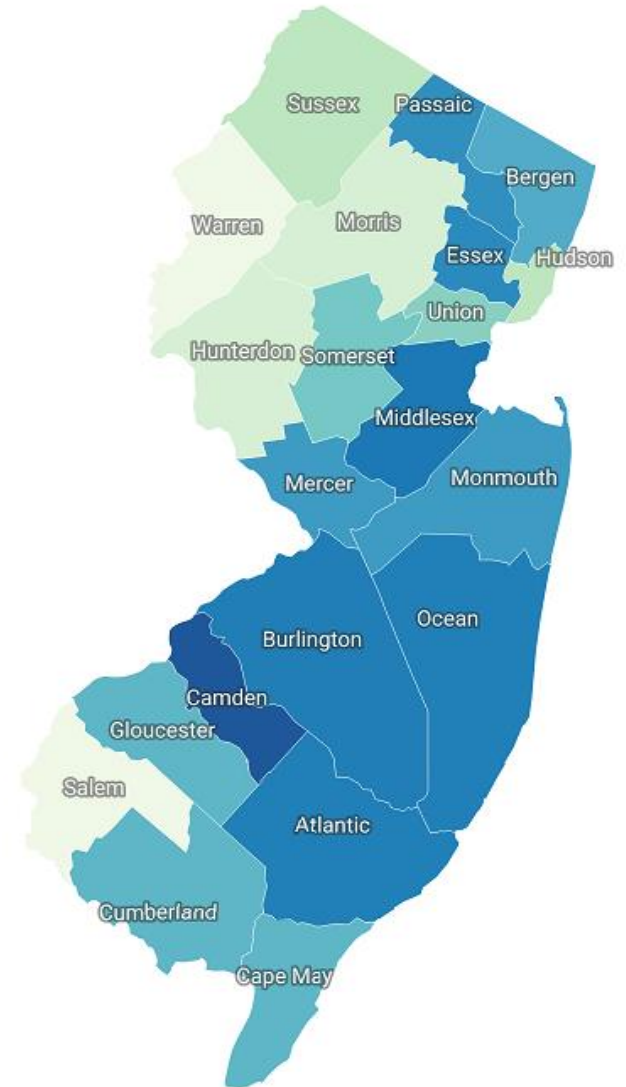 Sussex
Passaic
Bergen
Warren
Morris
Essex
Hudson
Union
Hunterdon
Somerset
Middlesex
Mercer
Monmouth
Ocean
Burlington
Camden
Gloucester
Salem
Atlantic
Cumberland
Cape May